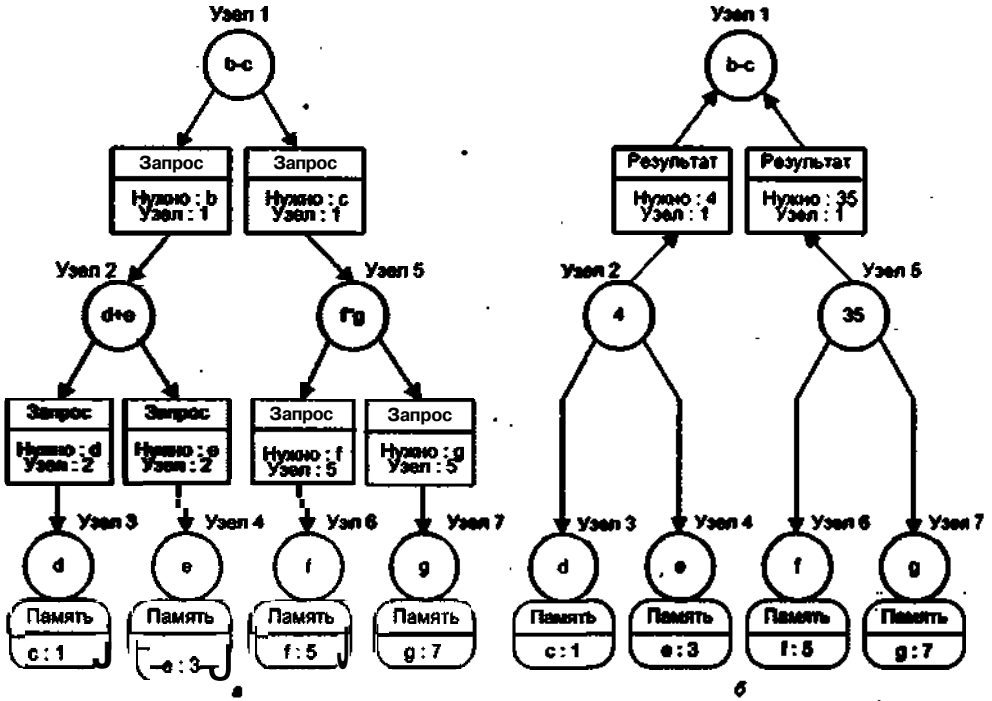 Узел 1
b-c
Запрос
Нужно : b
Узел : 1
Запрос
Нужно : c
Узел : 1
Узел 2
d+e
Узел 5
f*g
Запрос
Нужно : d
Узел : 2
Запрос
Нужно : e
Узел : 2
Запрос
Нужно : f
Узел : 5
Запрос
Нужно : g
Узел : 5
Узел 3
d
Память
c : 1
Узел 4
e
Память
e : 3
Узл 6
f
Память
f : 5
Узел 7
g
Память
g : 7
а
Узел 1
b-c
Результат
Нужно : 4
Узел : 1
Результат
Нужно : 35
Узел : 1
Узел 2
4
Узел 5
35
Узел 3
d
Память
c : 1
Узел 4
e
Память
e : 3
Узел 6
f
Память
f : 5
Узел 7
g
Память
g : 7
б